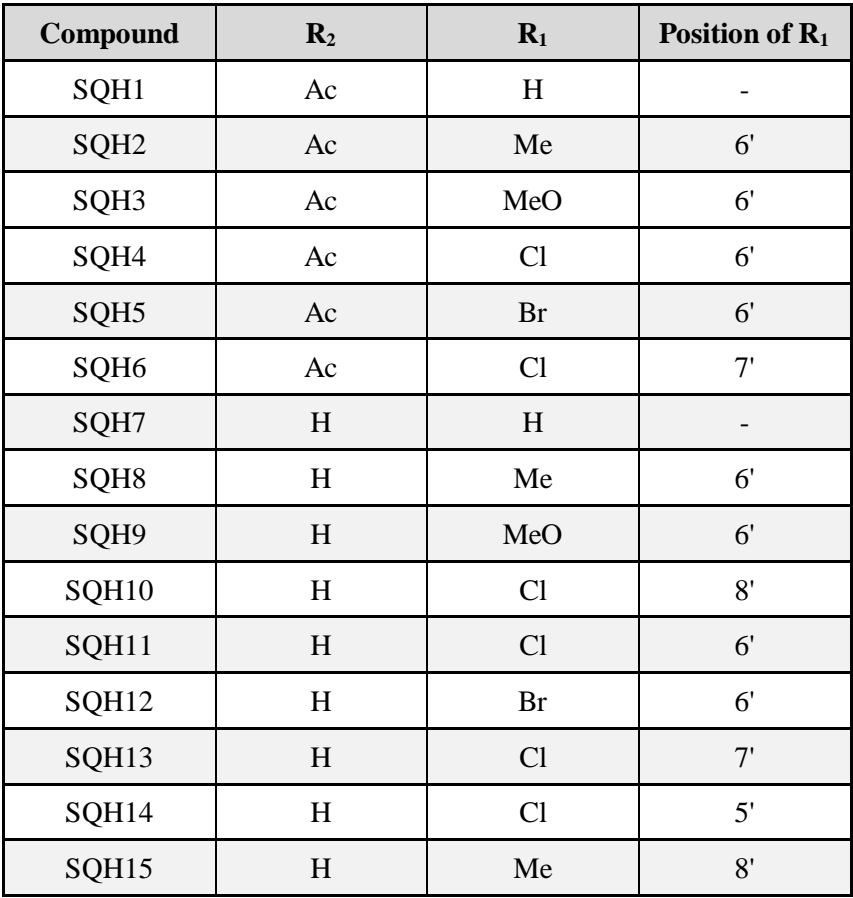 Compound R₂ R₁ Position of R₁
SQH1 Ac H -
SQH2 Ac Me 6'
SQH3 Ac MeO 6'
SQH4 Ac Cl 6'
SQH5 Ac Br 6'
SQH6 Ac Cl 7'
SQH7 H H -
SQH8 H Me 6'
SQH9 H MeO 6'
SQH10 H Cl 8'
SQH11 H Cl 6'
SQH12 H Br 6'
SQH13 H Cl 7'
SQH14 H Cl 5'
SQH15 H Me 8'